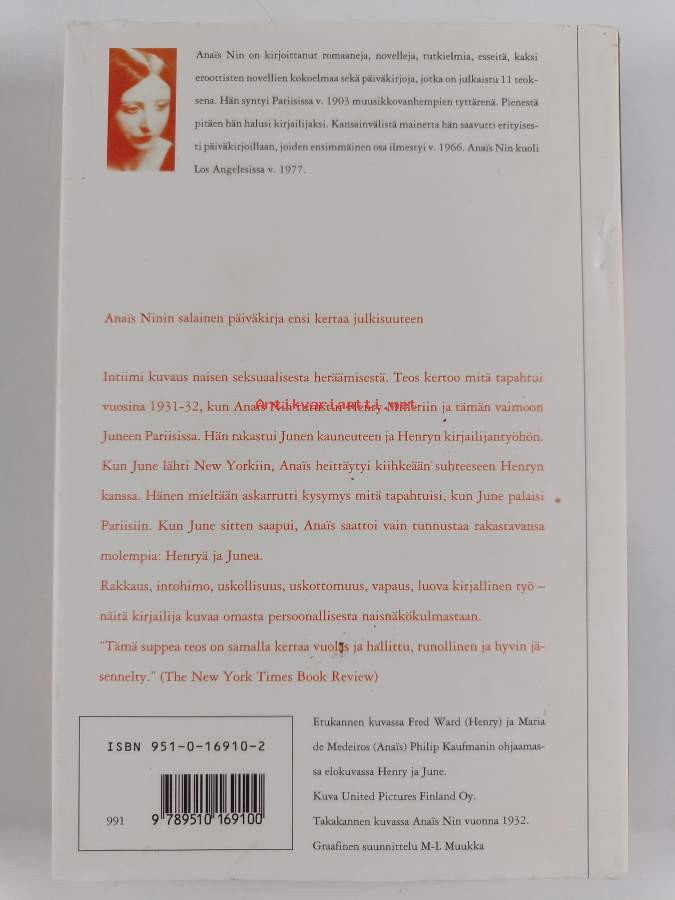 Anaïs Nin on kirjoittanut romaaneja, novelleja, tutkielmia, esseitä, kaksi
eroottisten novellien kokoelmaa sekä päiväkirjoja, jotka on julkaistu 11 teok-
sena. Hän syntyi Pariisissa v. 1903 muusikkovanhempien tyttärenä. Pienestä
pitäen hän halusi kirjailijaksi. Kansainvälistä mainetta hän saavutti erityises-
ti päiväkirjoillaan, joiden ensimmäinen osa ilmestyi v. 1966. Anaïs Nin kuoli
Los Angelesissa v. 1977.
Anaïs Ninin salainen päiväkirja ensi kertaa julkisuuteen
Intiimi kuvaus naisen seksuaalisesta heräämisestä. Teos kertoo mitä tapahtui
vuosina 1931-32, kun Anaïs Nin tutustui Henry Milleriin ja tämän vaimoon
Antikvariantti.net
Juneen Pariisissa. Hän rakastui Junen kauneuteen ja Henryn kirjailijantyöhön.
Kun June lähti New Yorkiin, Anaïs heittäytyi kiihkeään suhteeseen Henryn
kanssa. Hänen mieltään askarrutti kysymys mitä tapahtuisi, kun June palaisi
Pariisiin. Kun June sitten saapui, Anaïs saattoi vain tunnustaa rakastavansa
molempia: Henryä ja Junea.
Rakkaus, intohimo, uskollisuus, uskottomuus, vapaus, luova kirjallinen työ –
näitä kirjailija kuvaa omasta persoonallisesta naisnäkökulmastaan.
"Tämä suppea teos on samalla kertaa vuolas ja hallittu, runollinen ja hyvin jä-
sennelty." (The New York Times Book Review)
ISBN 951-0-16910-2
991
9 789510 169100
Etukannen kuvassa Fred Ward (Henry) ja Maria
de Medeiros (Anaïs) Philip Kaufmanin ohjaamas-
sa elokuvassa Henry ja June.
Kuva United Pictures Finland Oy.
Takakannen kuvassa Anaïs Nin vuonna 1932.
Graafinen suunnittelu M-L Muukka